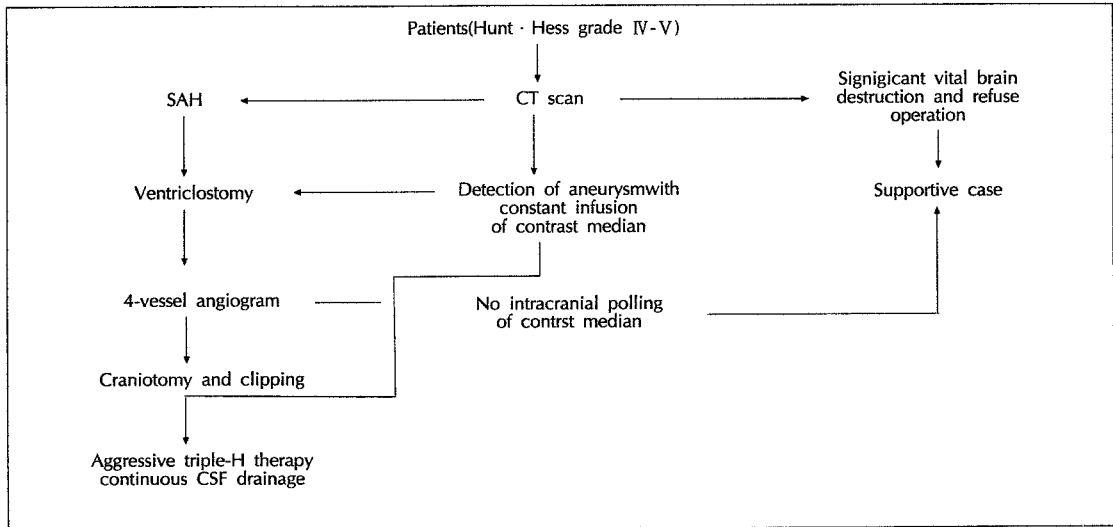 Patients(Hunt · Hess grade Ⅳ-Ⅴ)
SAH
CT scan
Signigicant vital brain
destruction and refuse
operation
Ventriclostomy
Detection of aneurysmwith
constant infusion
of contrast median
Supportive case
4-vessel angiogram
No intracranial polling
of contrst median
Craniotomy and clipping
Aggressive triple-H therapy
continuous CSF drainage